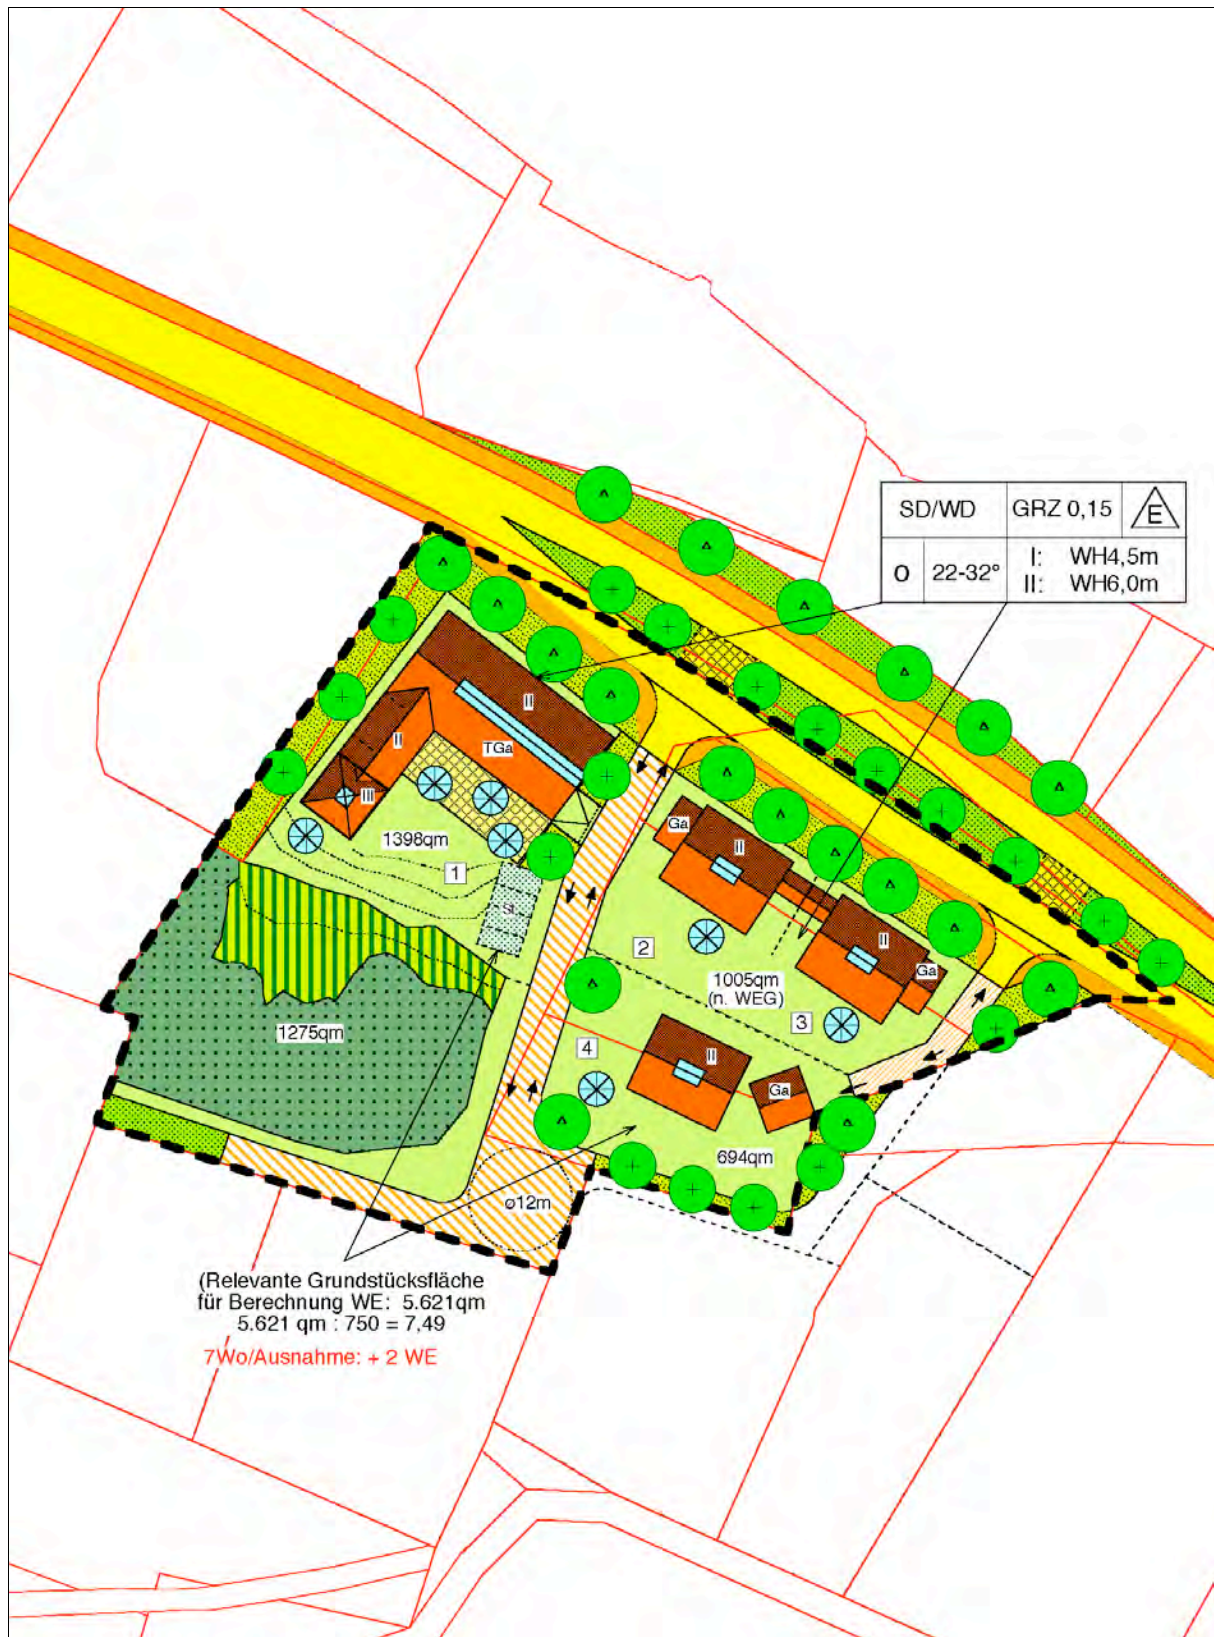 SD/WD GRZ 0,15 E
O 22-32° I: WH4,5m
II: WH6,0m
II
II
TGa
III
1398qm
1
St
Ga
II
II
Ga
2
1005qm
(n. WEG)
3
1275qm
4
II
Ga
694qm
ø12m
(Relevante Grundstücksfläche
für Berechnung WE: 5.621qm
5.621 qm : 750 = 7,49
7Wo/Ausnahme: + 2 WE